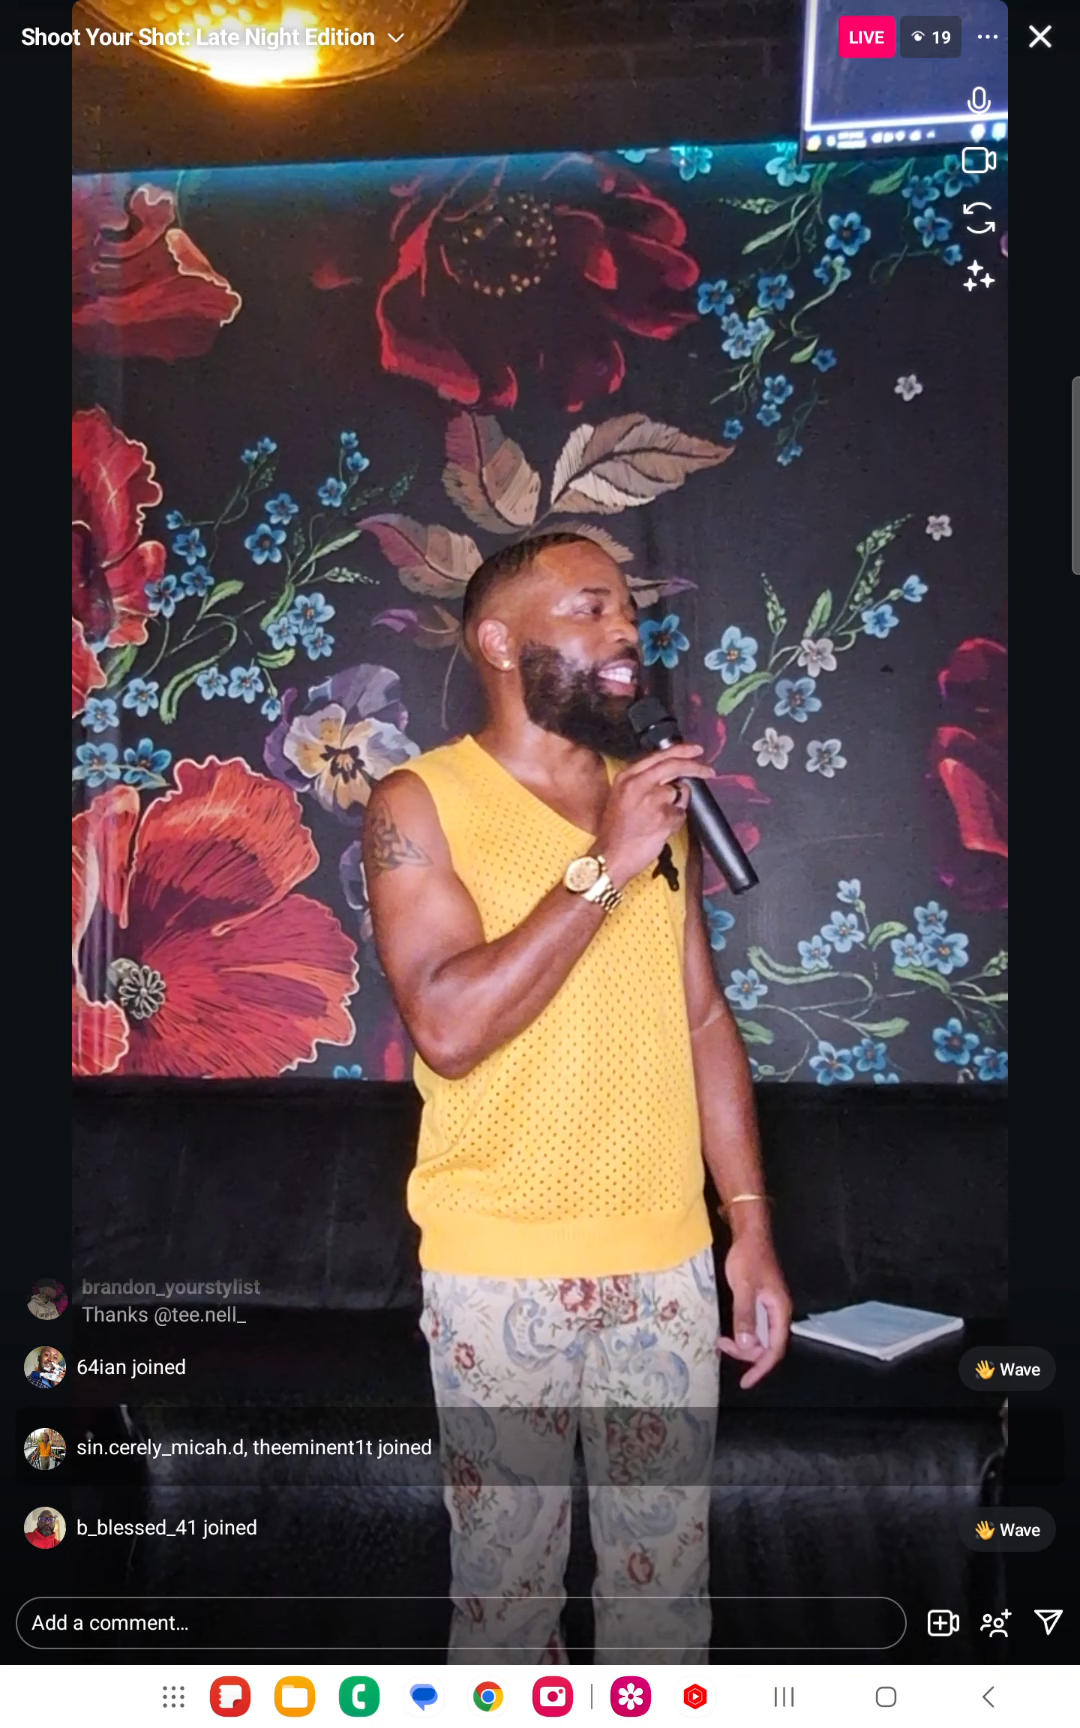 Shoot Your Shot: Late Night Edition
LIVE
19
brandon_yourstylist
Thanks @tee.nell_
64ian joined
Wave
sin.cerely_micah.d, theeminent1t joined
b_blessed_41 joined
Wave
Add a comment...